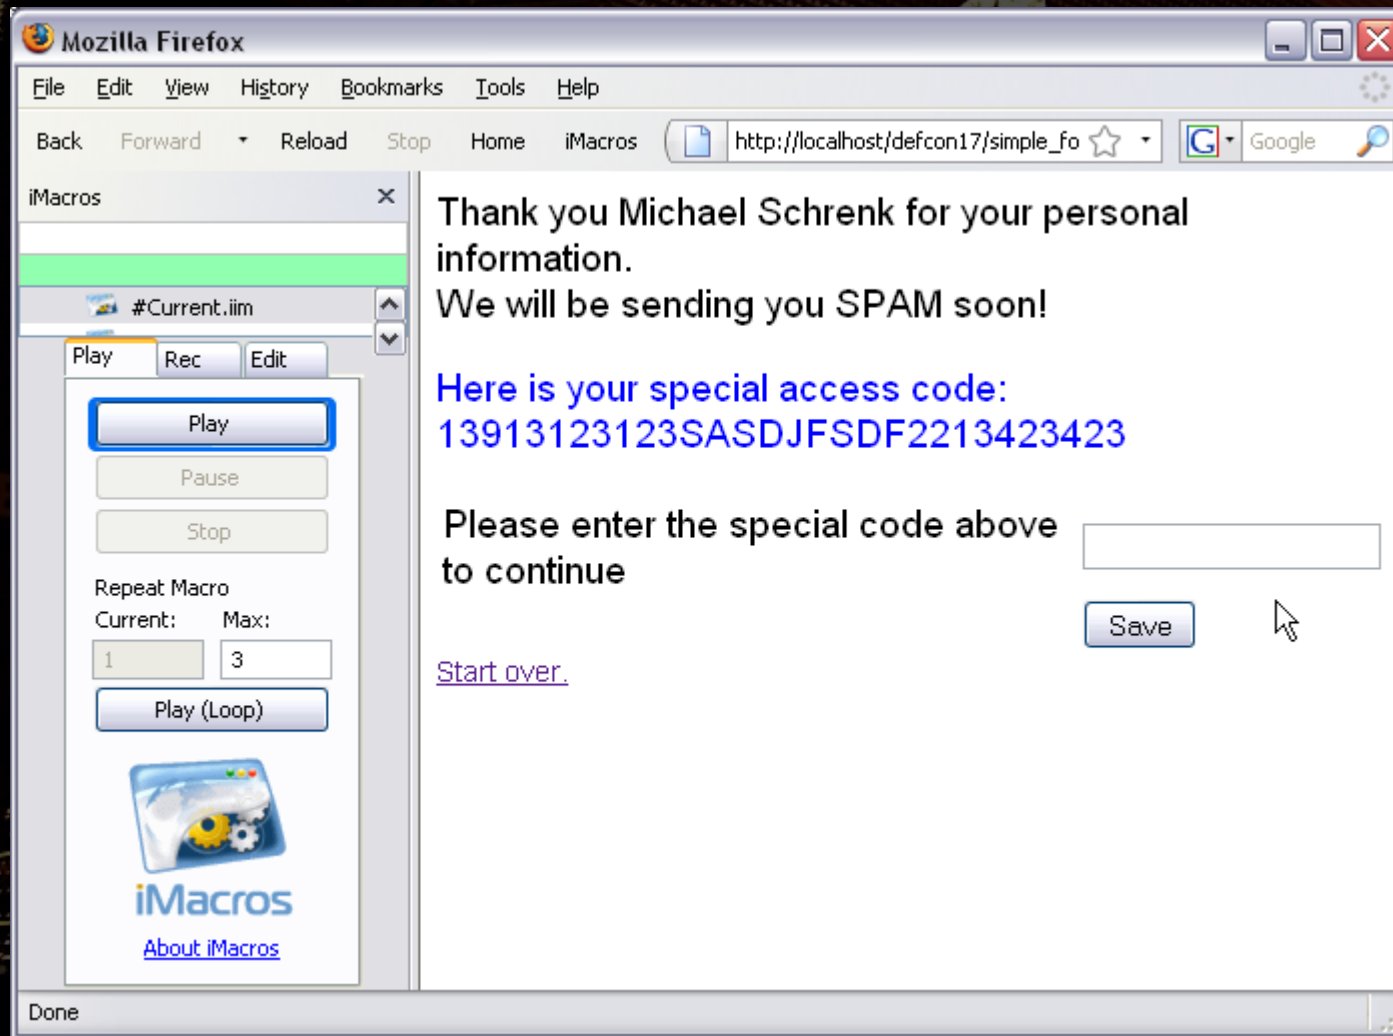 Mozilla Firefox
File Edit View History Bookmarks Tools Help
Back Forward Reload Stop Home iMacros http://localhost/defcon17/simple_fo G Google
iMacros
#Current.iim
Play Rec Edit
Play
Pause
Stop
Repeat Macro
Current: Max:
1 3
Play (Loop)
iMacros
About iMacros
Thank you Michael Schrenk for your personal
information.
We will be sending you SPAM soon!
Here is your special access code:
13913123123SASDJFSDF2213423423
Please enter the special code above
to continue
Save
Start over.
Done